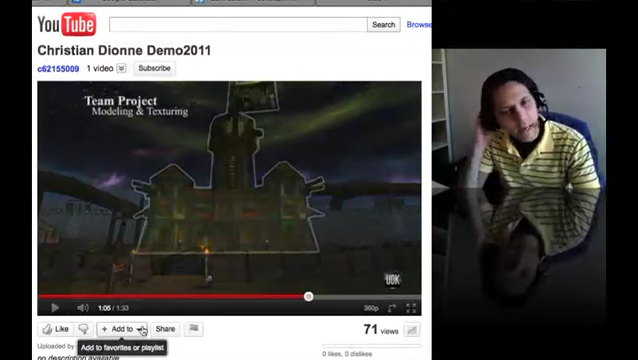 You Tube
Search
Browse
Christian Dionne Demo2011
c62155009
1 video
Subscribe
Team Project
Modeling & Texturing
UDK
1:05 / 1:33
360p
Like
+ Add to
Share
71 views
Add to favorites or playlist
Uploaded by
no description available
0 likes, 0 dislikes